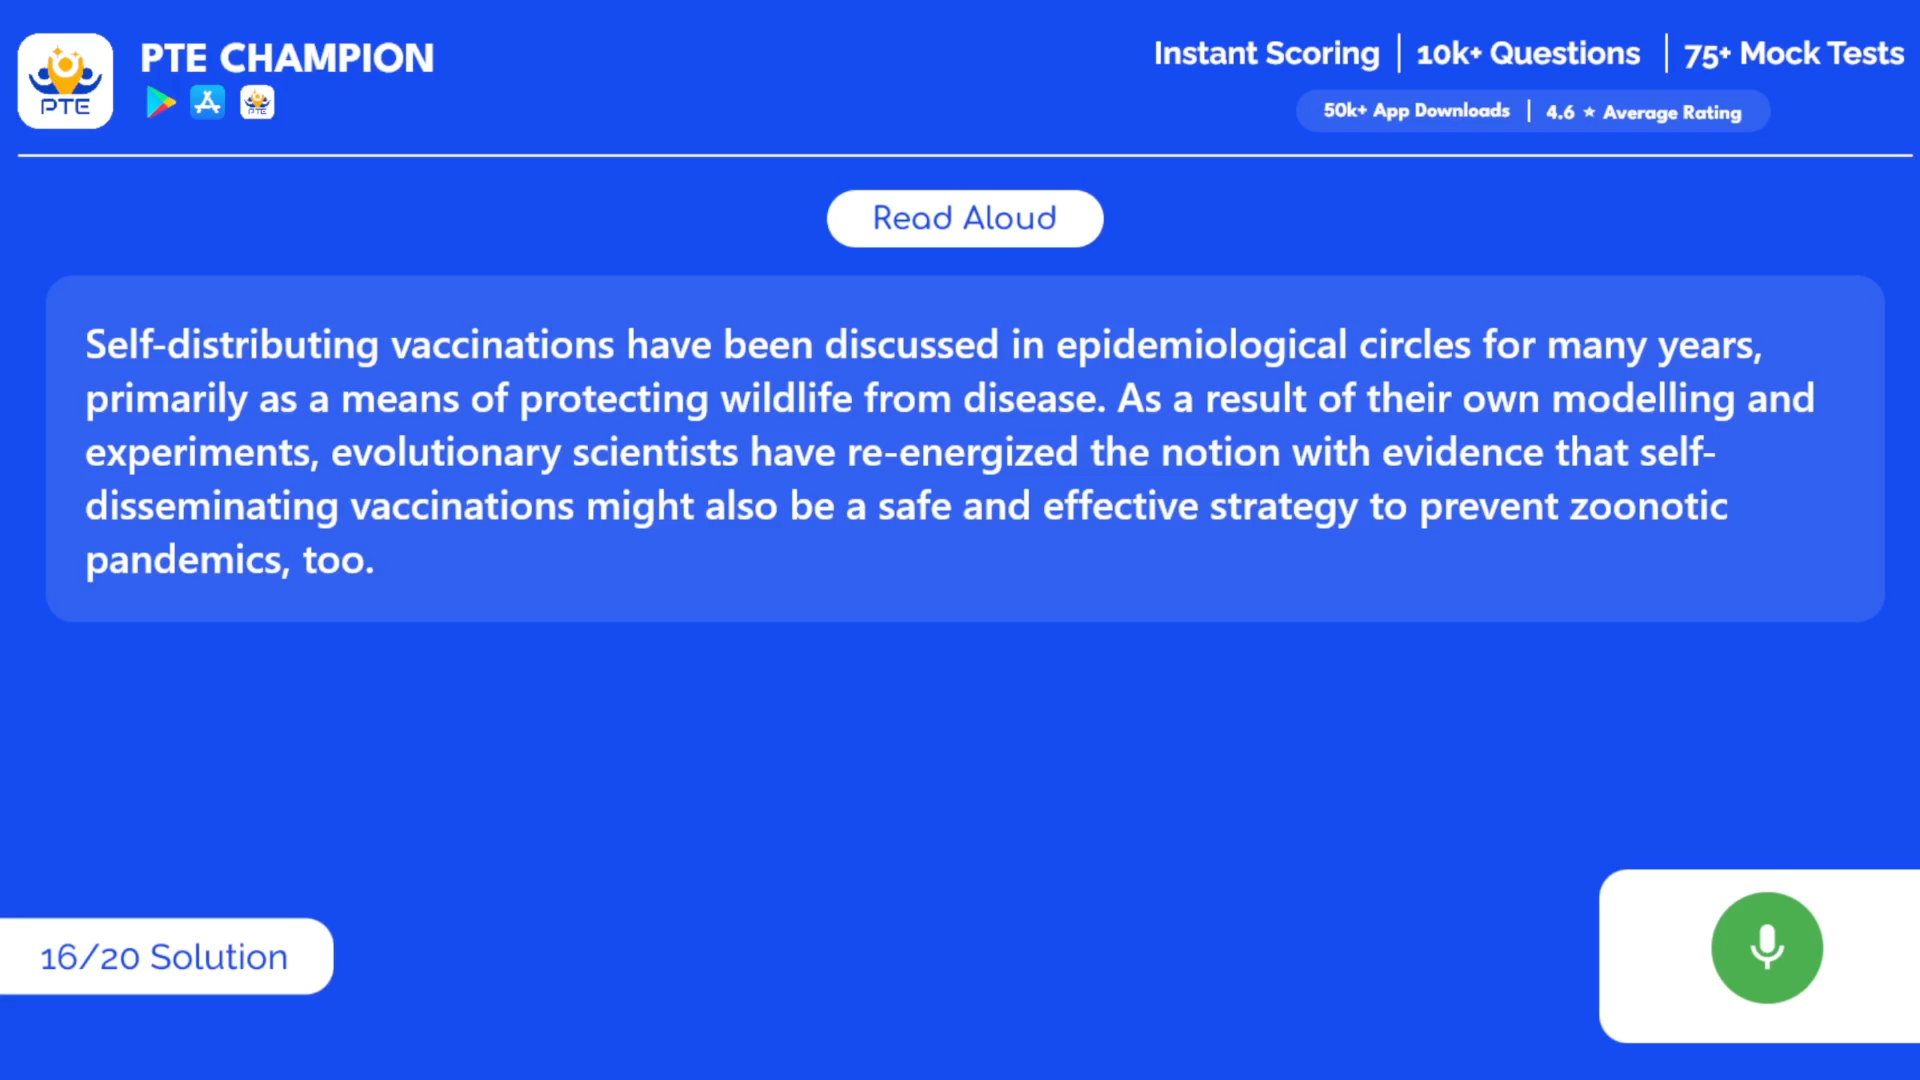 PTE CHAMPION
PTE
PTE
Instant Scoring | 10k+ Questions | 75+ Mock Tests
50k+ App Downloads | 4.6 ★ Average Rating
Read Aloud
Self-distributing vaccinations have been discussed in epidemiological circles for many years,
primarily as a means of protecting wildlife from disease. As a result of their own modelling and
experiments, evolutionary scientists have re-energized the notion with evidence that self-
disseminating vaccinations might also be a safe and effective strategy to prevent zoonotic
pandemics, too.
16/20 Solution